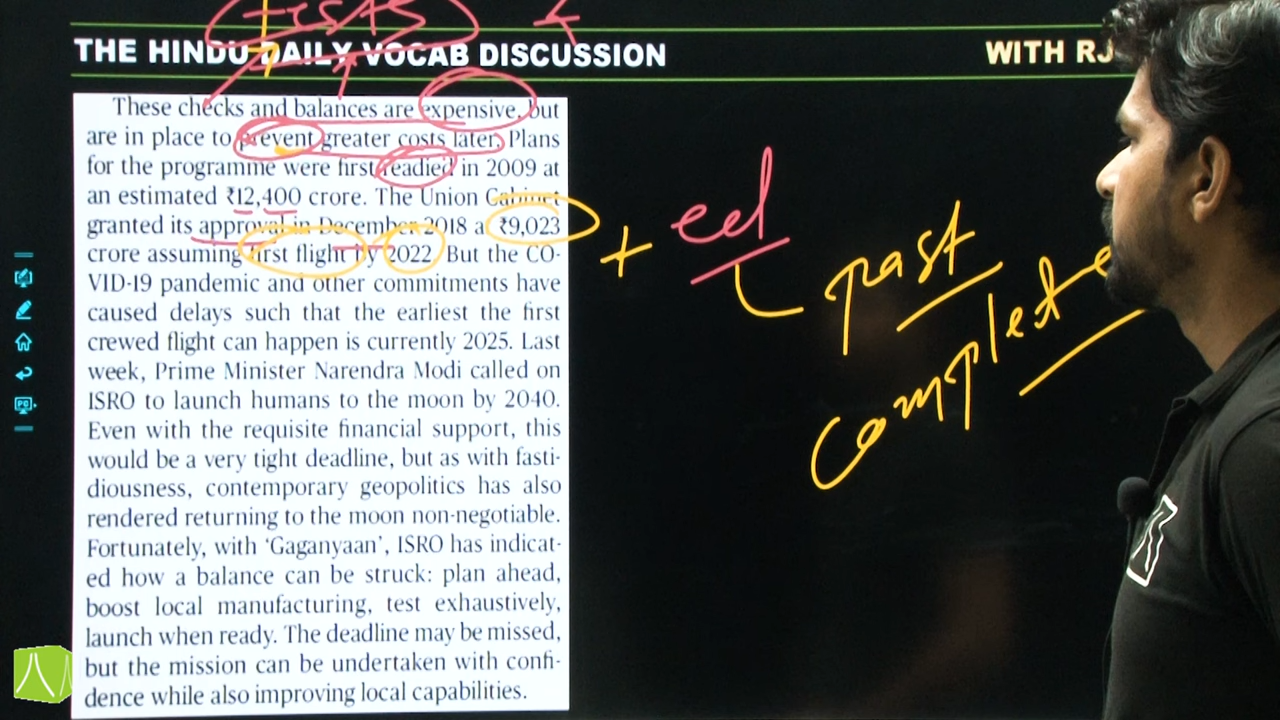 tests
THE HINDU DAILY VOCAB DISCUSSION
WITH RJ
These checks and balances are expensive, but
are in place to prevent greater costs later. Plans
for the programme were first readied in 2009 at
an estimated ₹12,400 crore. The Union Cabinet
granted its approval in December 2018 a ₹9,023
crore assuming first flight by 2022. But the CO-
VID-19 pandemic and other commitments have
caused delays such that the earliest the first
crewed flight can happen is currently 2025. Last
week, Prime Minister Narendra Modi called on
ISRO to launch humans to the moon by 2040.
Even with the requisite financial support, this
would be a very tight deadline, but as with fasti-
diousness, contemporary geopolitics has also
rendered returning to the moon non-negotiable.
Fortunately, with ‘Gaganyaan’, ISRO has indicat-
ed how a balance can be struck: plan ahead,
boost local manufacturing, test exhaustively,
launch when ready. The deadline may be missed,
but the mission can be undertaken with confi-
dence while also improving local capabilities.
+ ed
past
complete
PC